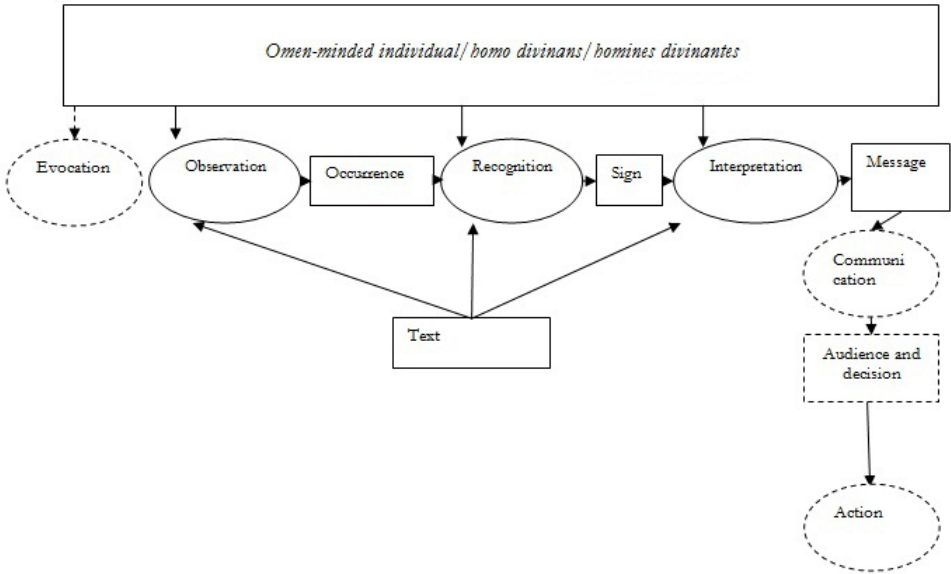 Omen-minded individual/ homo divinans/ homines divinantes
Evocation
Observation
Occurrence
Recognition
Sign
Interpretation
Message
Communi
cation
Text
Audience and
decision
Action